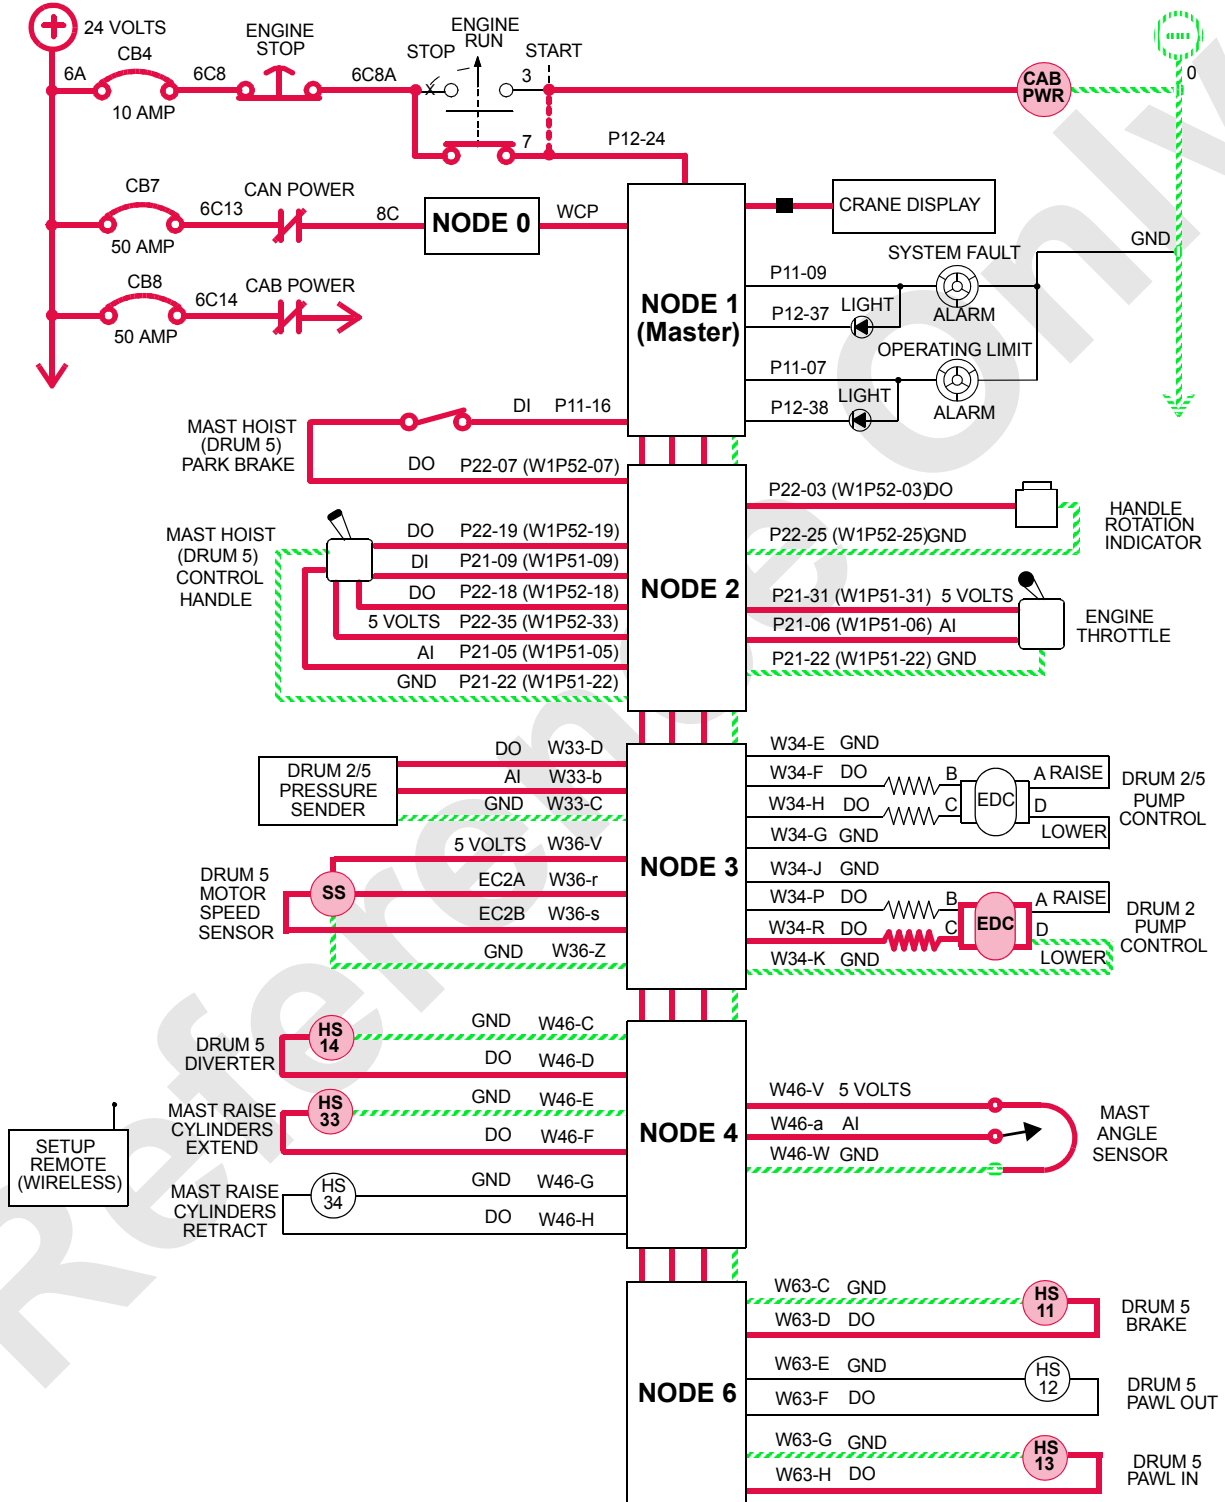 24 VOLTS
CB4
6A
10 AMP
6C8
ENGINE
STOP
6C8A
STOP
ENGINE
RUN
START
3
7
P12-24
CAB
PWR
0
CB7
6C13
50 AMP
CAN POWER
8C
NODE 0
WCP
CB8
6C14
50 AMP
CAB POWER
NODE 1
(Master)
CRANE DISPLAY
GND
SYSTEM FAULT
P11-09
P12-37
LIGHT
ALARM
OPERATING LIMIT
P11-07
P12-38
LIGHT
ALARM
MAST HOIST
(DRUM 5)
PARK BRAKE
DI P11-16
DO P22-07 (W1P52-07)
MAST HOIST
(DRUM 5)
CONTROL
HANDLE
DO P22-19 (W1P52-19)
DI P21-09 (W1P51-09)
DO P22-18 (W1P52-18)
5 VOLTS P22-35 (W1P52-33)
AI P21-05 (W1P51-05)
GND P21-22 (W1P51-22)
NODE 2
P22-03 (W1P52-03)DO
P22-25 (W1P52-25)GND
HANDLE
ROTATION
INDICATOR
P21-31 (W1P51-31) 5 VOLTS
P21-06 (W1P51-06) AI
P21-22 (W1P51-22) GND
ENGINE
THROTTLE
DRUM 2/5
PRESSURE
SENDER
DO W33-D
AI W33-b
GND W33-C
DRUM 5
MOTOR
SPEED
SENSOR
SS
5 VOLTS W36-V
EC2A W36-r
EC2B W36-s
GND W36-Z
NODE 3
W34-E GND
W34-F DO
W34-H DO
W34-G GND
B
C
EDC
A RAISE
D
LOWER
DRUM 2/5
PUMP
CONTROL
W34-J GND
W34-P DO
W34-R DO
W34-K GND
B
C
EDC
A RAISE
D
LOWER
DRUM 2
PUMP
CONTROL
DRUM 5
DIVERTER
HS
14
GND W46-C
DO W46-D
MAST RAISE
CYLINDERS
EXTEND
HS
33
GND W46-E
DO W46-F
SETUP
REMOTE
(WIRELESS)
MAST RAISE
CYLINDERS
RETRACT
HS
34
GND W46-G
DO W46-H
NODE 4
W46-V 5 VOLTS
W46-a AI
W46-W GND
MAST
ANGLE
SENSOR
NODE 6
W63-C GND
W63-D DO
HS
11
DRUM 5
BRAKE
W63-E GND
W63-F DO
HS
12
DRUM 5
PAWL OUT
W63-G GND
W63-H DO
HS
13
DRUM 5
PAWL IN
Reference Only